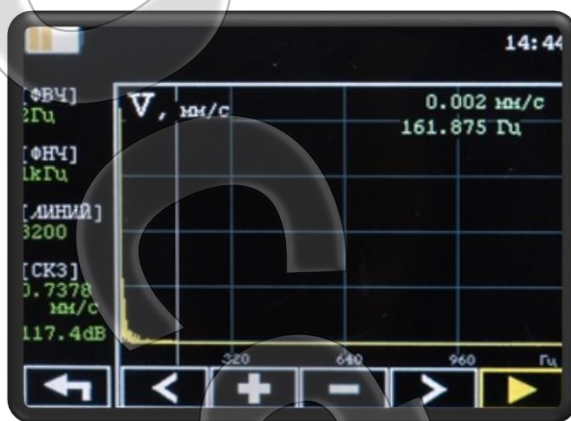 14:44
[ФВЧ]
2Гц
V, мм/с
0.002 мм/с
161.875 Гц
[ФНЧ]
1kГц
[ЛИНИЙ]
3200
[СКЗ]
0.7378
мм/с
117.4dB
320
640
960
Гц